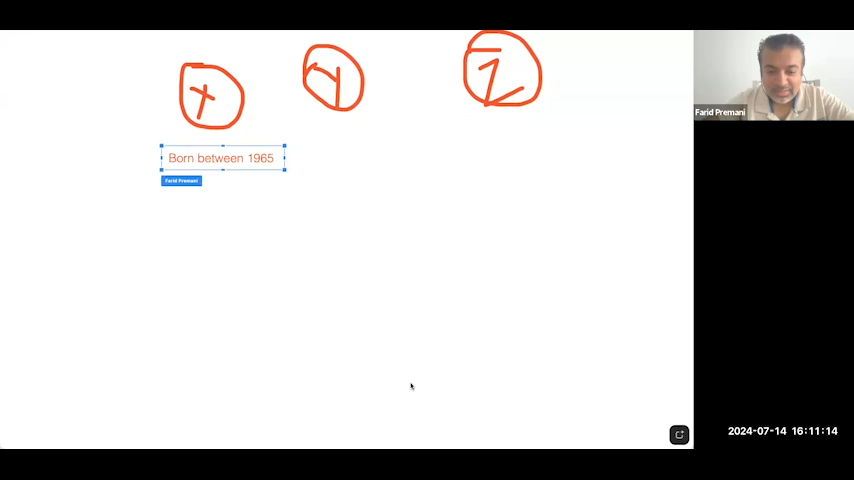 X Y Z
Born between 1965
Farid Premani
Farid Premani
2024-07-14 16:11:14